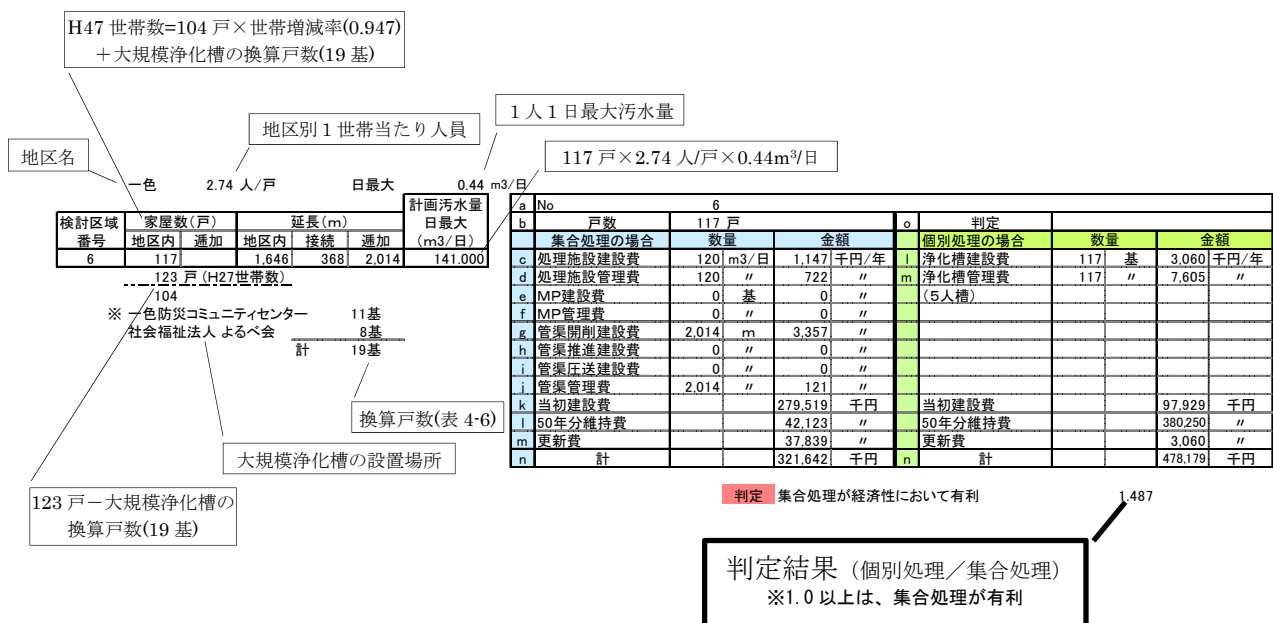 H47 世帯数=104 戸×世帯増減率(0.947)
＋大規模浄化槽の換算戸数(19 基)
1 人 1 日最大汚水量
地区別 1 世帯当たり人員
地区名
117 戸×2.74 人/戸×0.44m³/日
一色 2.74 人/戸 日最大 0.44 m3/日
検討区域番号 家屋数(戸) 延長(m) 計画汚水量日最大(m3/日)
地区内 逓加 地区内 接続 逓加
6 117 1,646 368 2,014 141.000
123 戸(H27世帯数)
104
※ 一色防災コミュニティセンター 11基
社会福祉法人 よるべ会 8基
計 19基
換算戸数(表 4-6)
大規模浄化槽の設置場所
123 戸－大規模浄化槽の
換算戸数(19 基)
a No 6
b 戸数 117 戸 o 判定
集合処理の場合 数量 金額 個別処理の場合 数量 金額
c 処理施設建設費 120 m3/日 1,147 千円/年 l 浄化槽建設費 117 基 3,060 千円/年
d 処理施設管理費 120 〃 722 〃 m 浄化槽管理費 117 〃 7,605 〃
e MP建設費 0 基 0 〃 (5人槽)
f MP管理費 0 〃 0 〃
g 管渠開削建設費 2,014 m 3,357 〃
h 管渠推進建設費 0 〃 0 〃
i 管渠圧送建設費 0 〃 0 〃
j 管渠管理費 2,014 〃 121 〃
k 当初建設費 279,519 千円 当初建設費 97,929 千円
l 50年分維持費 42,123 〃 50年分維持費 380,250 〃
m 更新費 37,839 〃 更新費 3,060 〃
n 計 321,642 千円 n 計 478,179 千円
判定 集合処理が経済性において有利 1.487
判定結果（個別処理／集合処理）
※1.0 以上は、集合処理が有利